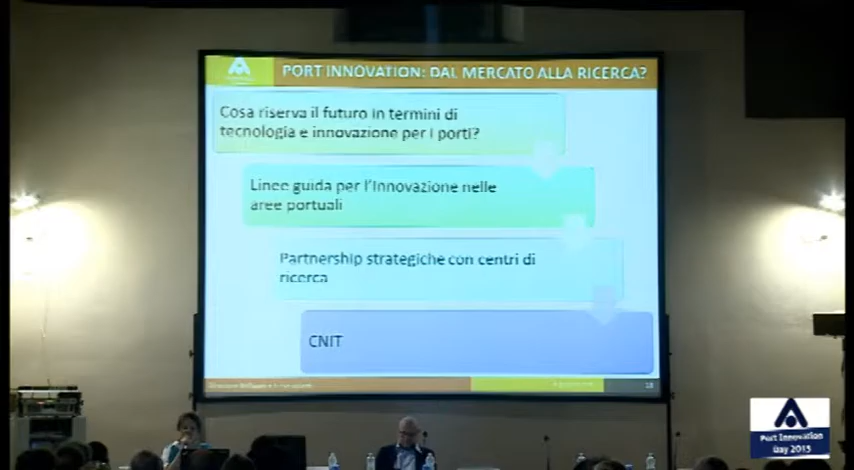 PORT INNOVATION: DAL MERCATO ALLA RICERCA?
Cosa riserva il futuro in termini di
tecnologia e innovazione per i porti?
Linee guida per l'Innovazione nelle
aree portuali
Partnership strategiche con centri di
ricerca
CNIT
18
Port Innovation
Day 2015